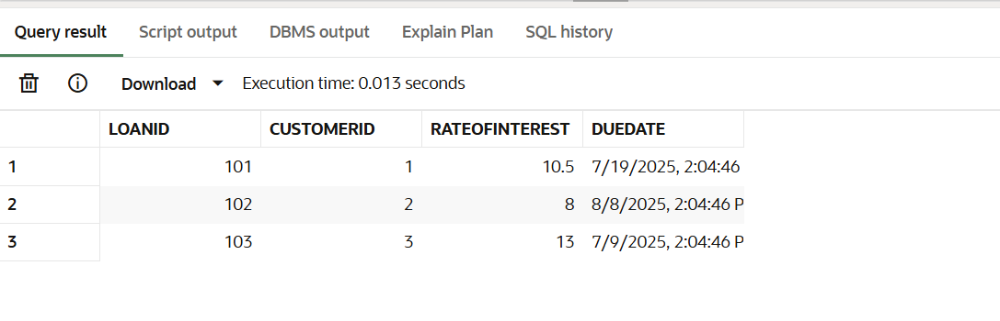 Query result Script output DBMS output Explain Plan SQL history
Download Execution time: 0.013 seconds
LOANID CUSTOMERID RATEOFINTEREST DUEDATE
1 101 1 10.5 7/19/2025, 2:04:46
2 102 2 8 8/8/2025, 2:04:46 P
3 103 3 13 7/9/2025, 2:04:46 P